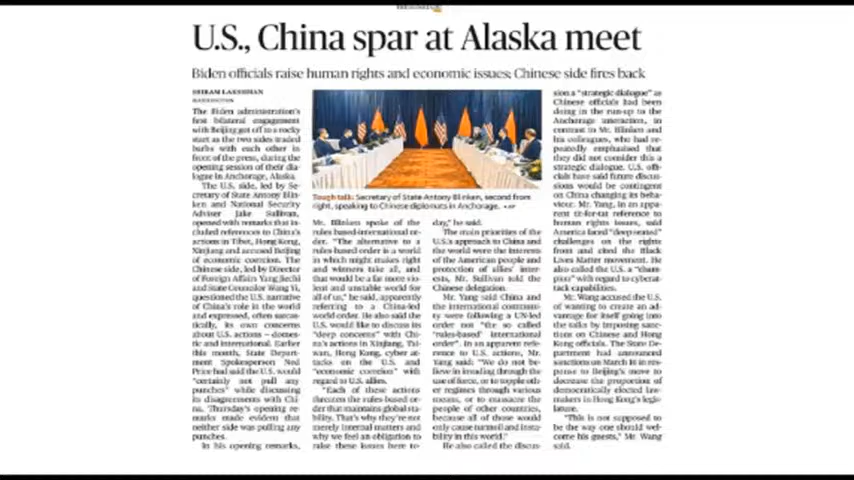 U.S., China spar at Alaska meet
Biden officials raise human rights and economic issues; Chinese side fires back
SRIRAM LAKSHMAN
WASHINGTON
The Biden administration's
first bilateral engagement
with Beijing got off to a rocky
start as the two sides traded
barbs with each other in
front of the press, during the
opening session of their dia-
logue in Anchorage, Alaska.
The U.S. side, led by Se-
cretary of State Antony Blin-
ken and National Security
Adviser Jake Sullivan,
opened with remarks that in-
cluded references to China's
actions in Tibet, Hong Kong,
Xinjiang and accused Beijing
of economic coercion. The
Chinese side, led by Director
of Foreign Affairs Yang Jiechi
and State Councilor Wang Yi,
questioned the U.S. narrative
of China's role in the world
and expressed, often sarcas-
tically, its own concerns
about U.S. actions – domes-
tic and international. Earlier
this month, State Depart-
ment Spokesperson Ned
Price had said the U.S. would
"certainly not pull any
punches" while discussing
its disagreements with Chi-
na. Thursday's opening re-
marks made evident that
neither side was pulling any
punches.
In his opening remarks,
Tough talk: Secretary of State Antony Blinken, second from
right, speaking to Chinese diplomats in Anchorage. AP
Mr. Blinken spoke of the
rules based-international or-
der. "The alternative to a
rules-based order is a world
in which might makes right
and winners take all, and
that would be a far more vio-
lent and unstable world for
all of us," he said, apparently
referring to a China-led
world order. He also said the
U.S. would like to discuss its
"deep concerns" with Chi-
na's actions in Xinjiang, Tai-
wan, Hong Kong, cyber at-
tacks on the U.S. and
"economic coercion" with
regard to U.S. allies.
"Each of these actions
threaten the rules-based or-
der that maintains global sta-
bility. That's why they're not
merely internal matters and
why we feel an obligation to
raise these issues here to-
day," he said.
The main priorities of the
U.S.'s approach to China and
the world were the interests
of the American people and
protection of allies' inter-
ests, Mr. Sullivan told the
Chinese delegation.
Mr. Yang said China and
the international communi-
ty were following a UN-led
order not "the so called
"rules-based" international
order". In an apparent refe-
rence to U.S. actions, Mr.
Yang said: "We do not be-
lieve in invading through the
use of force, or to topple oth-
er regimes through various
means, or to massacre the
people of other countries,
because all of those would
only cause turmoil and insta-
bility in this world."
He also called the discus-
sion a "strategic dialogue" as
Chinese officials had been
doing in the run-up to the
Anchorage interaction, in
contrast to Mr. Blinken and
his colleagues, who had re-
peatedly emphasised that
they did not consider this a
strategic dialogue. U.S. offi-
cials have said future discus-
sions would be contingent
on China changing its beha-
viour. Mr. Yang, in an appa-
rent tit-for-tat reference to
human rights issues, said
America faced "deep seated"
challenges on the rights
front and cited the Black
Lives Matter movement. He
also called the U.S. a "cham-
pion" with regard to cyberat-
tack capabilities.
Mr. Wang accused the U.S.
of wanting to create an ad-
vantage for itself going into
the talks by imposing sanc-
tions on Chinese and Hong
Kong officials. The State De-
partment had announced
sanctions on March 16 in res-
ponse to Beijing's move to
decrease the proportion of
democratically elected law-
makers in Hong Kong's legis-
lature.
"This is not supposed to
be the way one should wel-
come his guests," Mr. Wang
said.